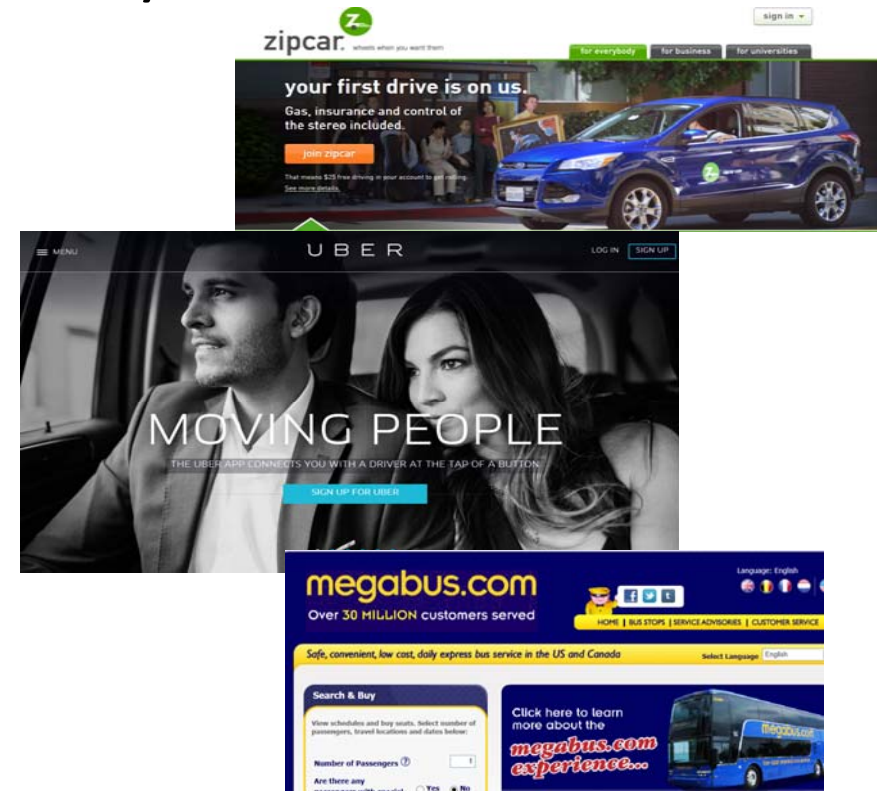 zipcar.
wheels when you want them
sign in
for everybody
for business
for universities
your first drive is on us.
Gas, insurance and control of
the stereo included.
join zipcar
That means $25 free driving in your account to get rolling.
See more details.
MENU
UBER
LOG IN
SIGN UP
MOVING PEOPLE
THE UBER APP CONNECTS YOU WITH A DRIVER AT THE TAP OF A BUTTON
SIGN UP FOR UBER
megabus.com
Over 30 MILLION customers served
Language: English
HOME | BUS STOPS | SERVICE ADVISORIES | CUSTOMER SERVICE
Safe, convenient, low cost, daily express bus service in the US and Canada
Select Language English
Search & Buy
View schedules and buy seats. Select number of
passengers, travel locations and dates below:
Number of Passengers ?
1
Are there any
passengers with special
Yes
No
Click here to learn
more about the
megabus.com
experience...
megabus.com